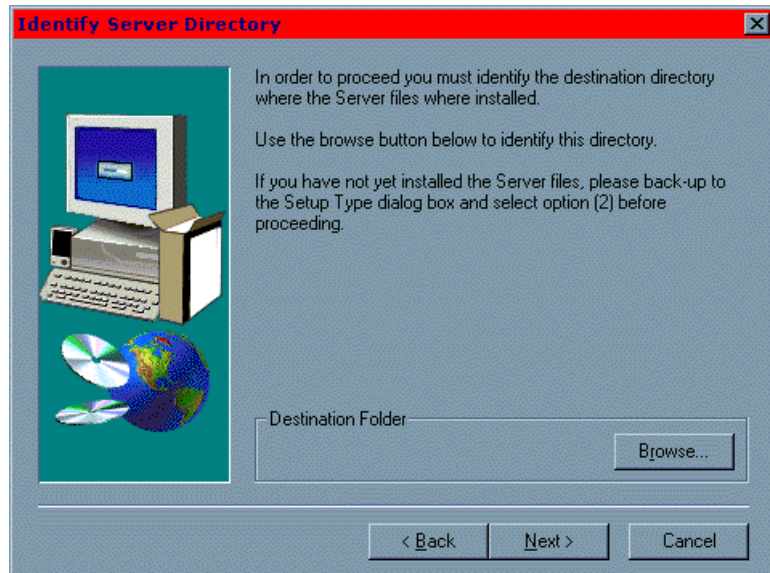 Identify Server Directory
In order to proceed you must identify the destination directory
where the Server files where installed.
Use the browse button below to identify this directory.
If you have not yet installed the Server files, please back-up to
the Setup Type dialog box and select option (2) before
proceeding.
Destination Folder
Browse...
< Back
Next >
Cancel